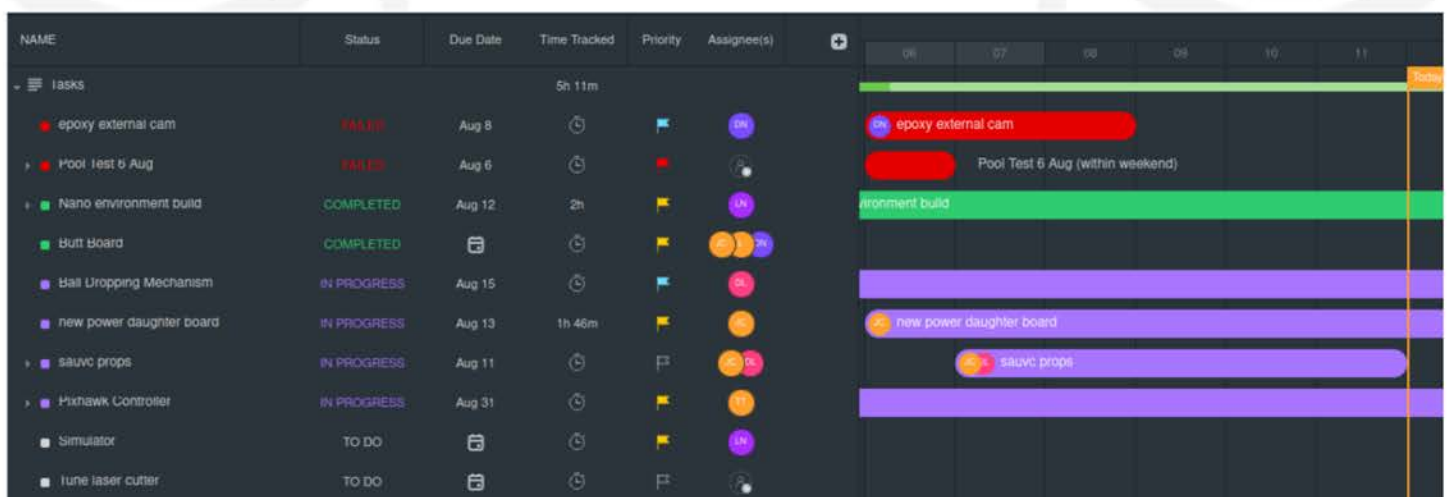 NAME Status Due Date Time Tracked Priority Assignee(s)
06 07 08 09 10 11
Tasks 5h 11m Today
epoxy external cam FAILED Aug 8 DN DN epoxy external cam
Pool Test 6 Aug FAILED Aug 6 Pool Test 6 Aug (within weekend)
Nano environment build COMPLETED Aug 12 2h LN vironment build
Butt Board COMPLETED JC DN
Ball Dropping Mechanism IN PROGRESS Aug 15 DL
new power daughter board IN PROGRESS Aug 13 1h 46m JC JC new power daughter board
sauvc props IN PROGRESS Aug 11 JC DL JC DL sauvc props
Pixhawk Controller IN PROGRESS Aug 31 TT
Simulator TO DO LN
Tune laser cutter TO DO